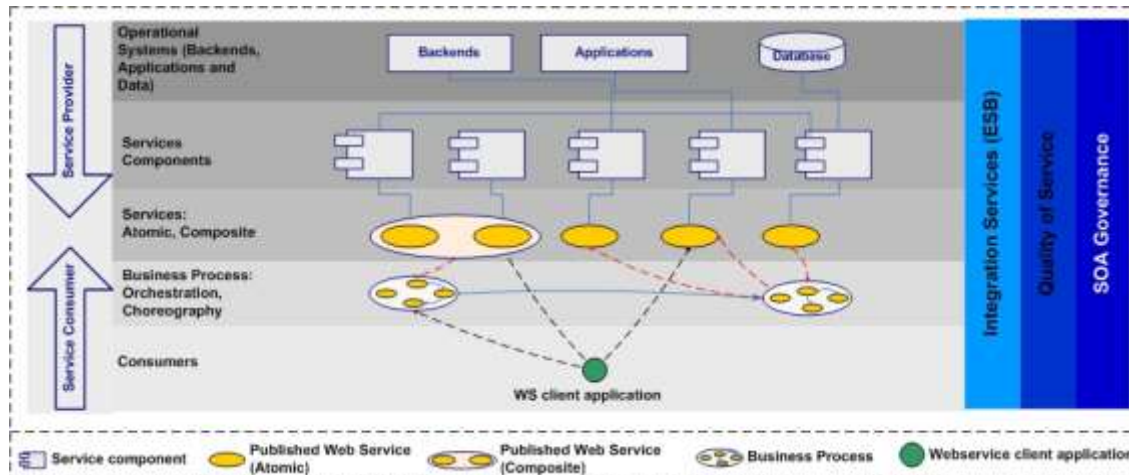 Operational
Systems (Backends,
Applications and
Data)
Backends
Applications
Database
Service Provider
Services
Components
Services:
Atomic, Composite
Service Consumer
Business Process:
Orchestration,
Choreography
Consumers
WS client application
Integration Services (ESB)
Quality of Service
SOA Governance
Service component
Published Web Service
(Atomic)
Published Web Service
(Composite)
Business Process
Webservice client application